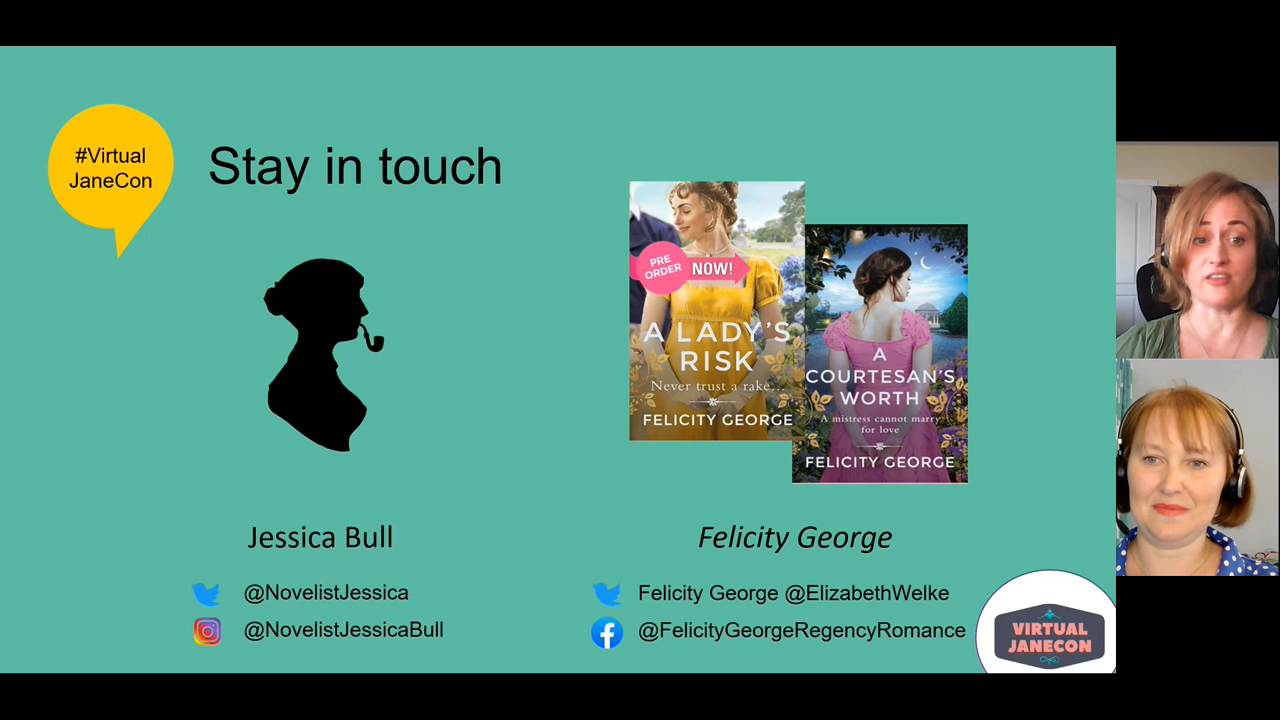 #Virtual
JaneCon
Stay in touch
PRE
ORDER
NOW!
A LADY'S
RISK
Never trust a rake...
FELICITY GEORGE
A
COURTESAN'S
WORTH
A mistress cannot marry
for love
FELICITY GEORGE
Jessica Bull
@NovelistJessica
@NovelistJessicaBull
Felicity George
Felicity George @ElizabethWelke
@FelicityGeorgeRegencyRomance
VIRTUAL
JANECON